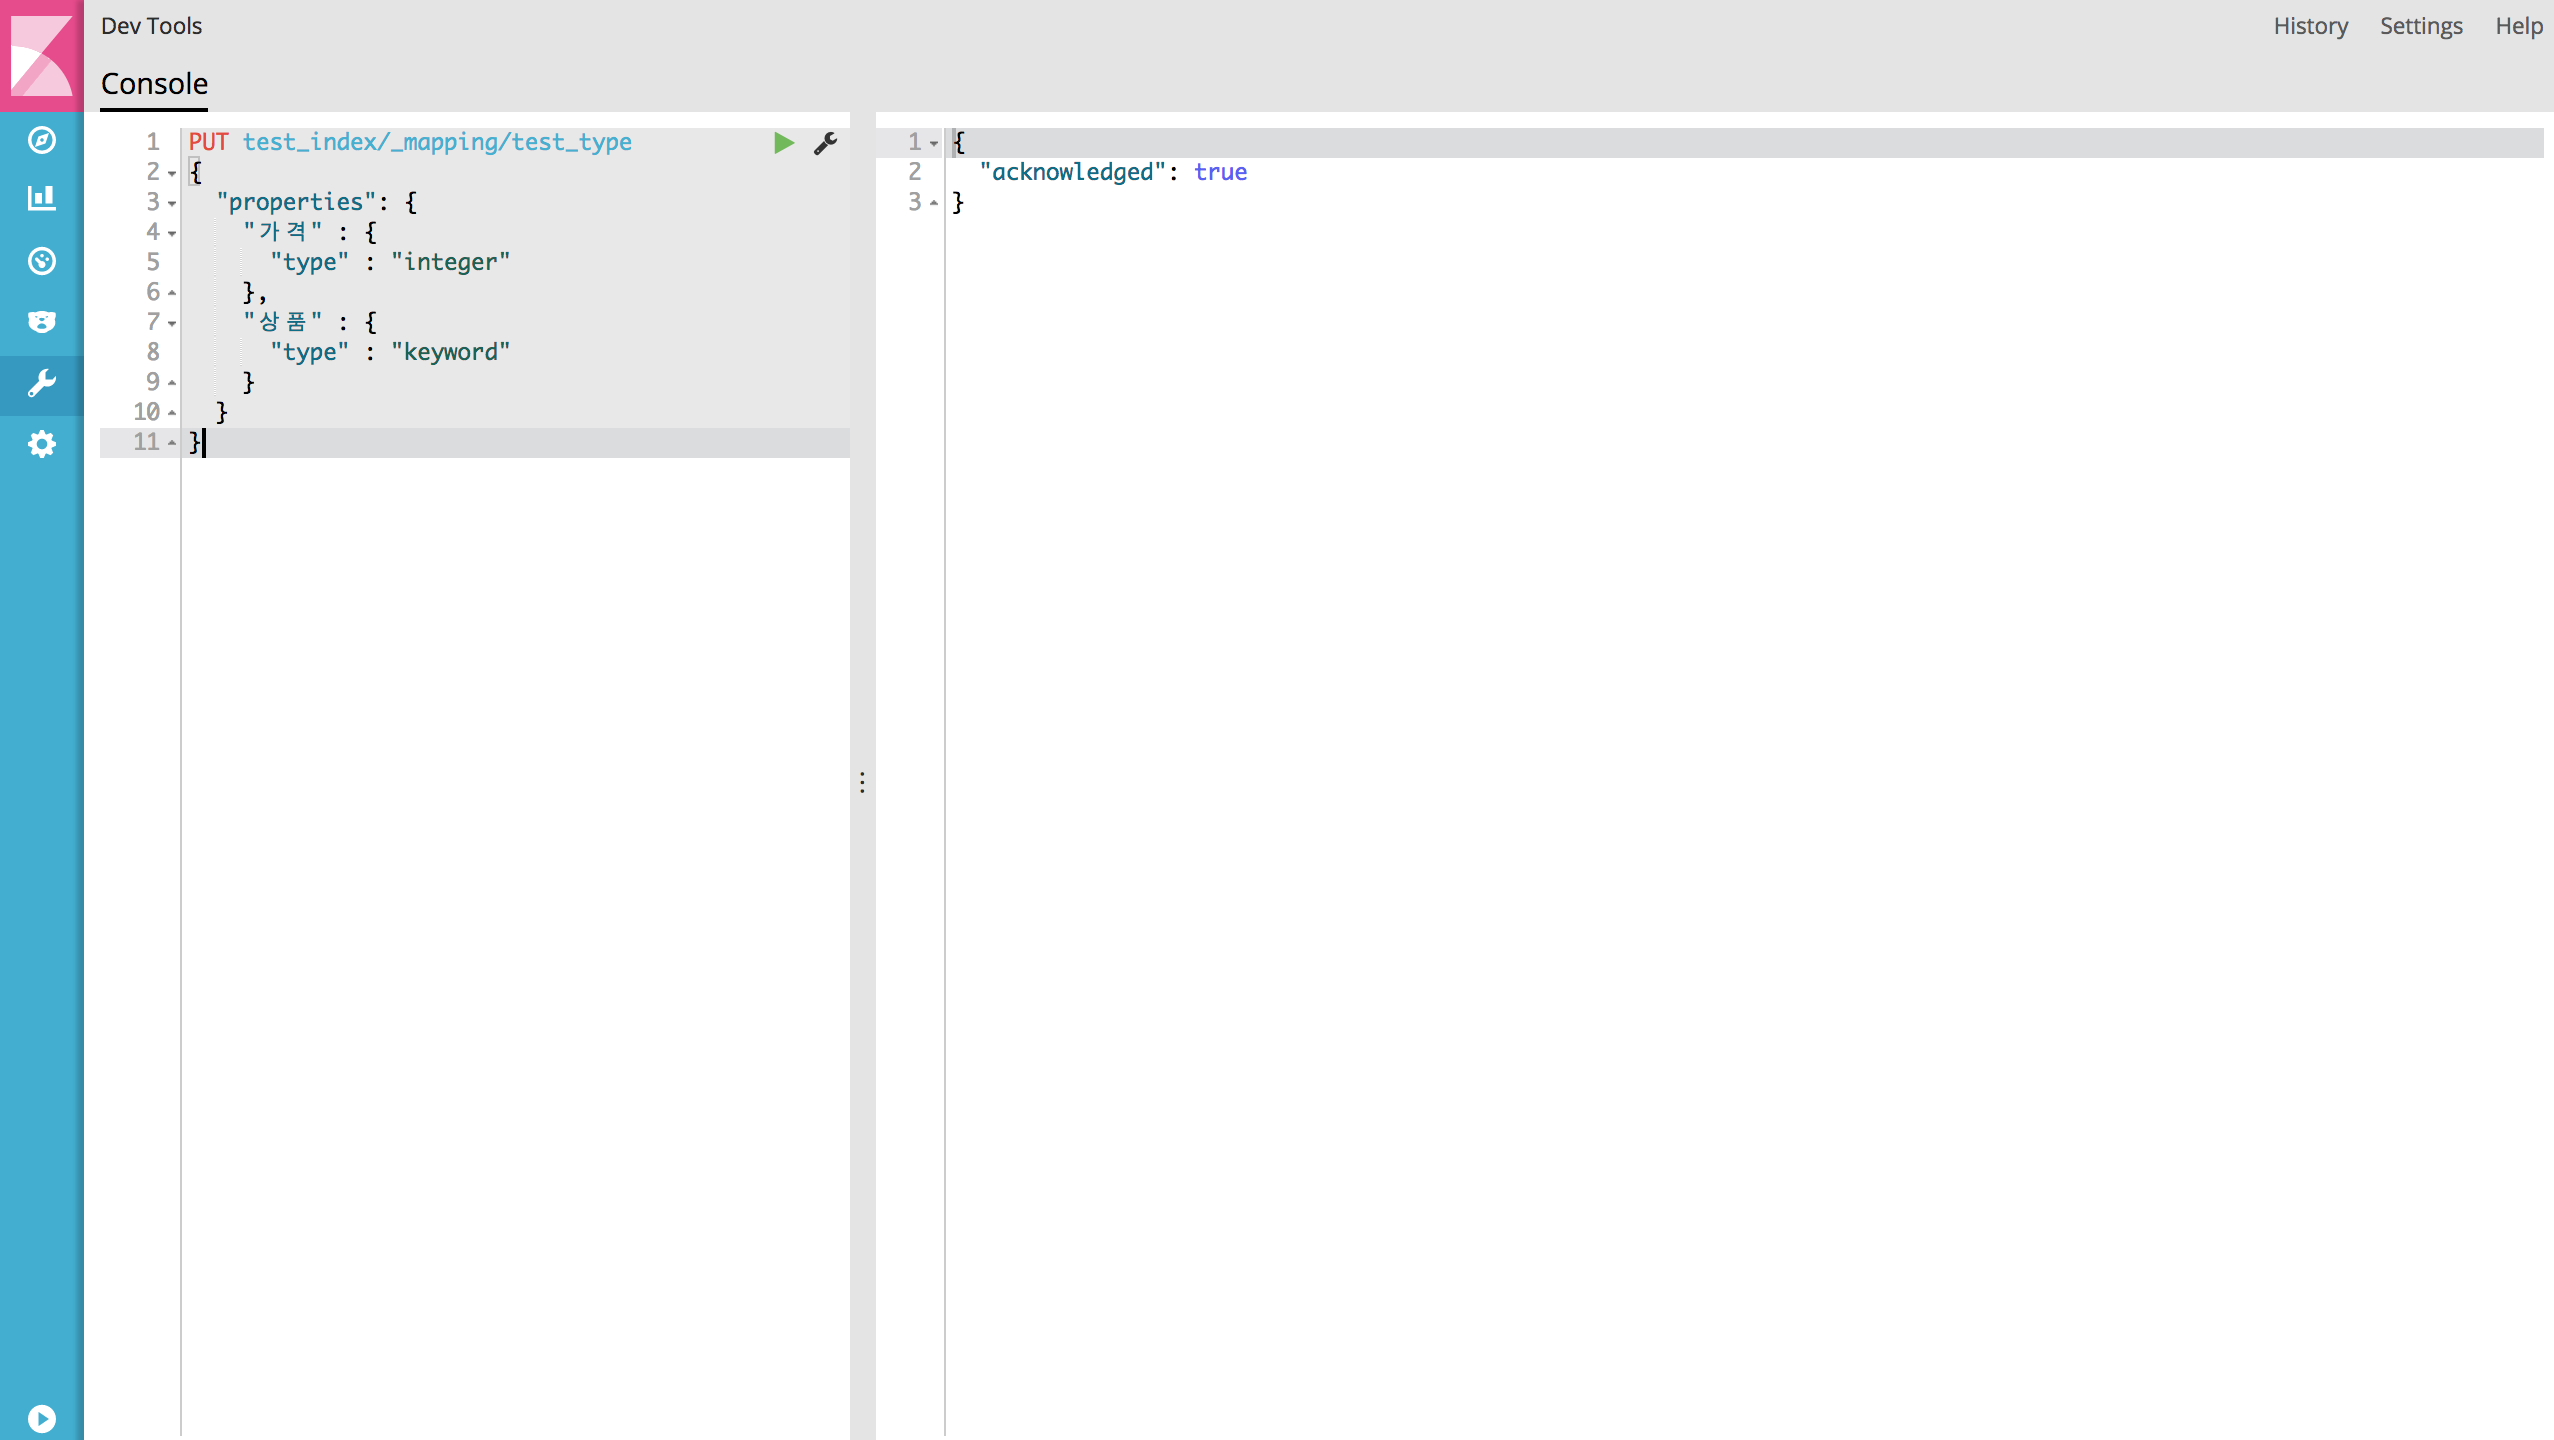 Dev Tools
History Settings Help
Console
1 PUT test_index/_mapping/test_type
2 {
3 "properties": {
4 "가격" : {
5 "type" : "integer"
6 },
7 "상품" : {
8 "type" : "keyword"
9 }
10 }
11 }
1 {
2 "acknowledged": true
3 }